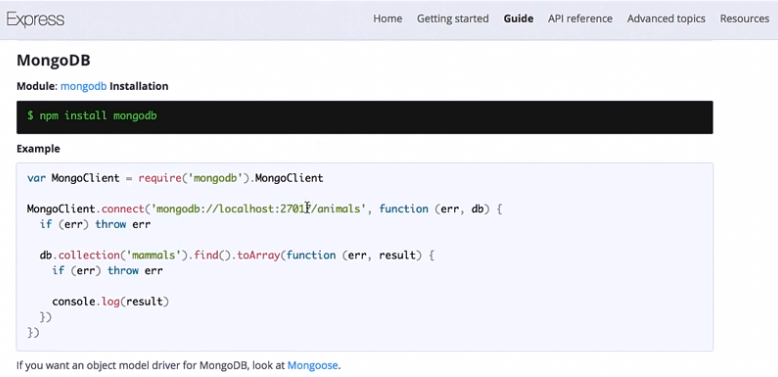 Express
Home Getting started Guide API reference Advanced topics Resources
MongoDB
Module: mongodb Installation
$ npm install mongodb
Example
var MongoClient = require('mongodb').MongoClient
MongoClient.connect('mongodb://localhost:27017/animals', function (err, db) {
if (err) throw err
db.collection('mammals').find().toArray(function (err, result) {
if (err) throw err
console.log(result)
})
})
If you want an object model driver for MongoDB, look at Mongoose.